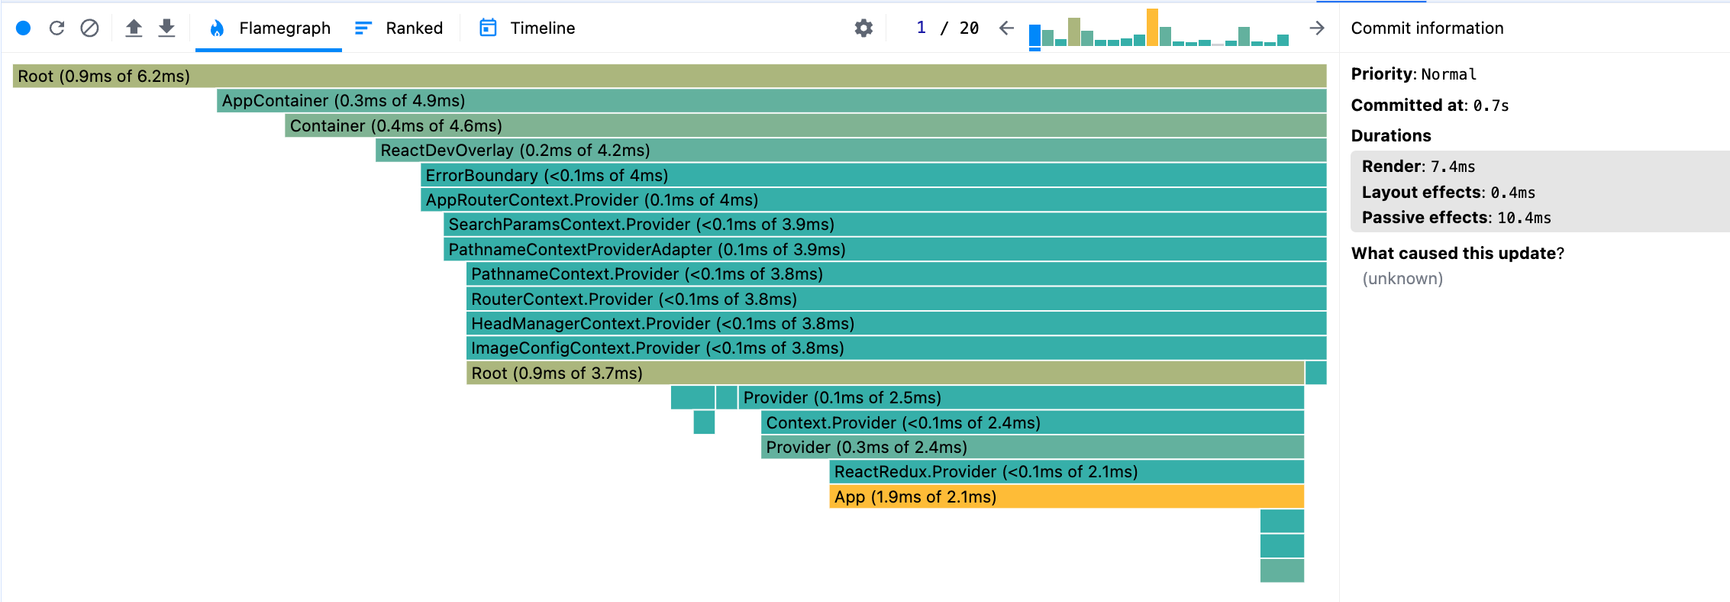 Flamegraph Ranked Timeline 1 / 20 Commit information
Root (0.9ms of 6.2ms)
AppContainer (0.3ms of 4.9ms)
Container (0.4ms of 4.6ms)
ReactDevOverlay (0.2ms of 4.2ms)
ErrorBoundary (<0.1ms of 4ms)
AppRouterContext.Provider (0.1ms of 4ms)
SearchParamsContext.Provider (<0.1ms of 3.9ms)
PathnameContextProviderAdapter (0.1ms of 3.9ms)
PathnameContext.Provider (<0.1ms of 3.8ms)
RouterContext.Provider (<0.1ms of 3.8ms)
HeadManagerContext.Provider (<0.1ms of 3.8ms)
ImageConfigContext.Provider (<0.1ms of 3.8ms)
Root (0.9ms of 3.7ms)
Provider (0.1ms of 2.5ms)
Context.Provider (<0.1ms of 2.4ms)
Provider (0.3ms of 2.4ms)
ReactRedux.Provider (<0.1ms of 2.1ms)
App (1.9ms of 2.1ms)
Priority: Normal
Committed at: 0.7s
Durations
Render: 7.4ms
Layout effects: 0.4ms
Passive effects: 10.4ms
What caused this update?
(unknown)